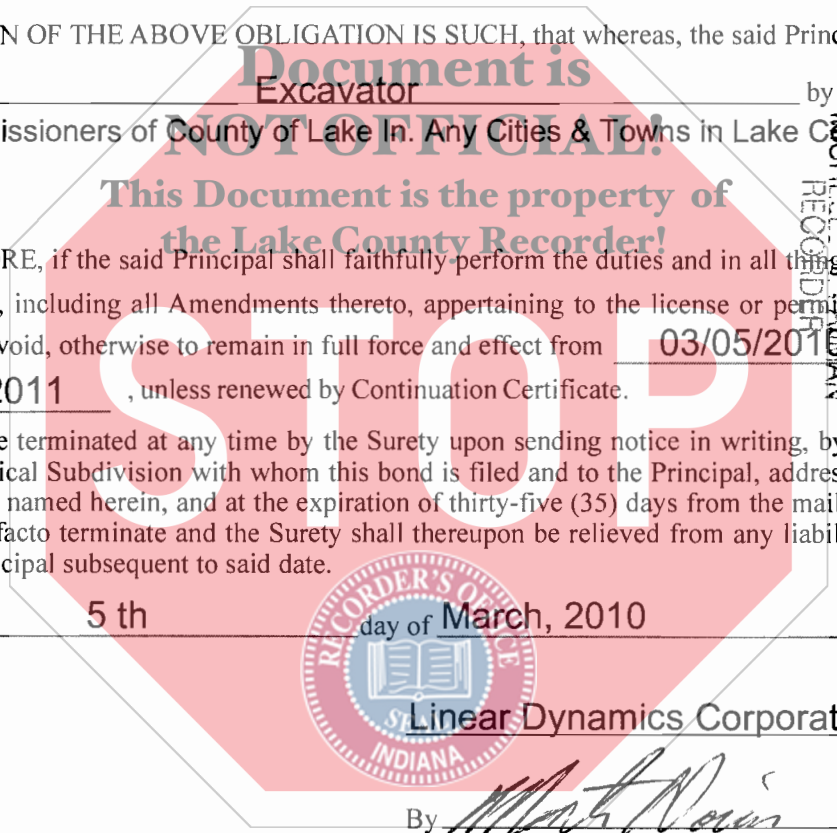 N OF THE ABOVE OBLIGATION IS SUCH, that whereas, the said Princ
Document is
Excavator by
NOT OFFICIAL!
issioners of County of Lake In. Any Cities & Towns in Lake C
This Document is the property of
the Lake County Recorder!
RECORDER
RE, if the said Principal shall faithfully perform the duties and in all thing
, including all Amendments thereto, appertaining to the license or permi
void, otherwise to remain in full force and effect from 03/05/2010
2011 , unless renewed by Continuation Certificate.
STOP
e terminated at any time by the Surety upon sending notice in writing, by
ical Subdivision with whom this bond is filed and to the Principal, addres
named herein, and at the expiration of thirty-five (35) days from the mail
facto terminate and the Surety shall thereupon be relieved from any liabil
cipal subsequent to said date.
5 th day of March, 2010
RECORDER'S OFFICE
SEAL
INDIANA
Linear Dynamics Corporat
By